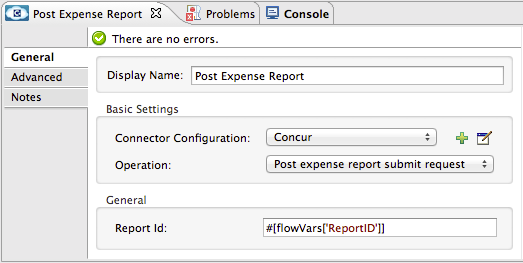 Post Expense Report Problems Console
There are no errors.
General
Advanced
Notes
Display Name: Post Expense Report
Basic Settings
Connector Configuration: Concur
Operation: Post expense report submit request
General
Report Id: #[flowVars['ReportID']]